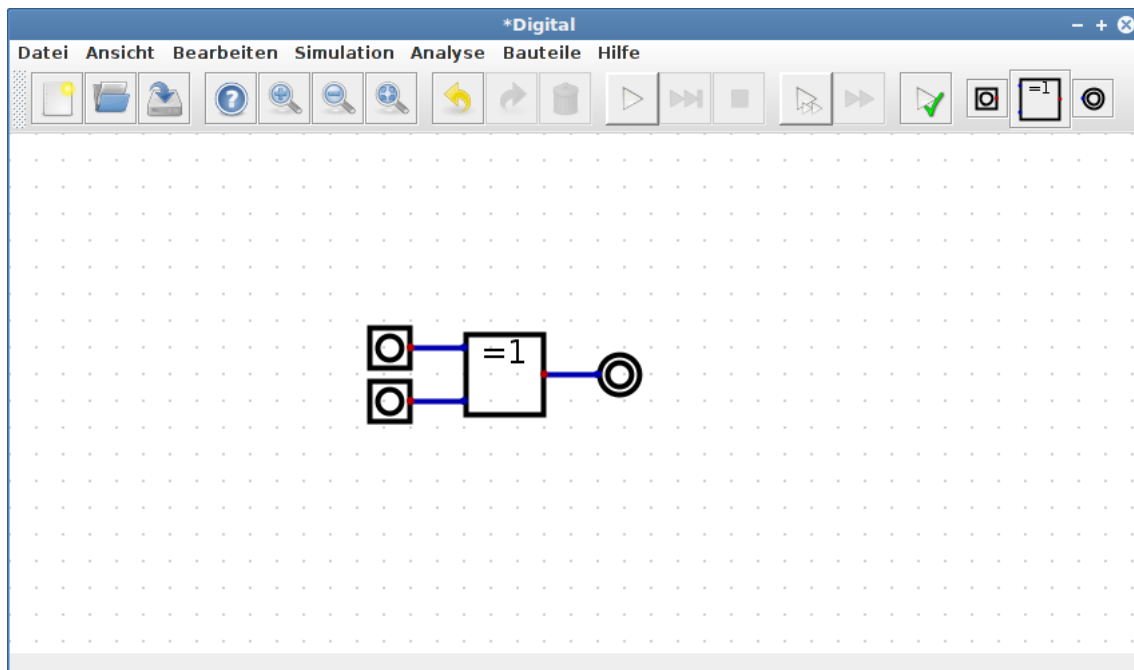 *Digital
Datei Ansicht Bearbeiten Simulation Analyse Bauteile Hilfe
=1
=1